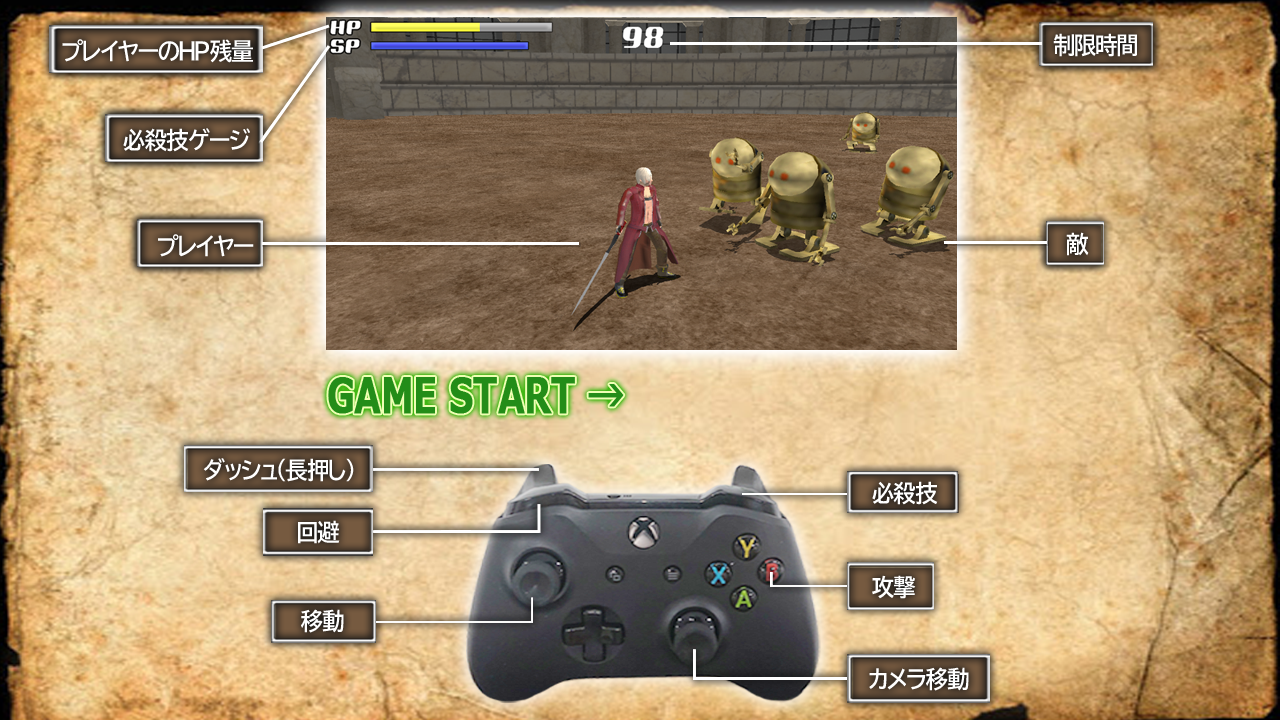 プレイヤーのHP残量
HP
SP
98
制限時間
必殺技ゲージ
プレイヤー
敵
GAME START →
ダッシュ(長押し)
必殺技
回避
Y
X
B
A
攻撃
移動
カメラ移動